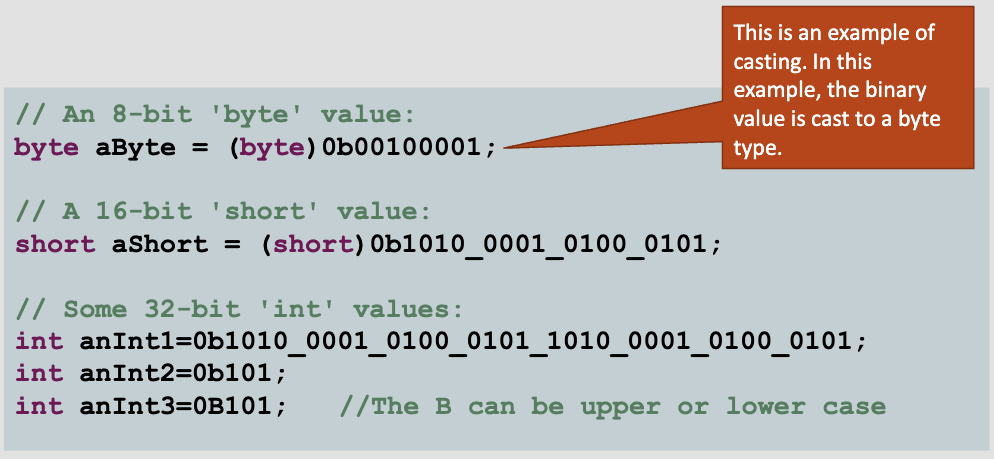 This is an example of
casting. In this
example, the binary
value is cast to a byte
type.
// An 8-bit 'byte' value:
byte aByte = (byte)0b00100001;
// A 16-bit 'short' value:
short aShort = (short)0b1010_0001_0100_0101;
// Some 32-bit 'int' values:
int anInt1=0b1010_0001_0100_0101_1010_0001_0100_0101;
int anInt2=0b101;
int anInt3=0B101; //The B can be upper or lower case